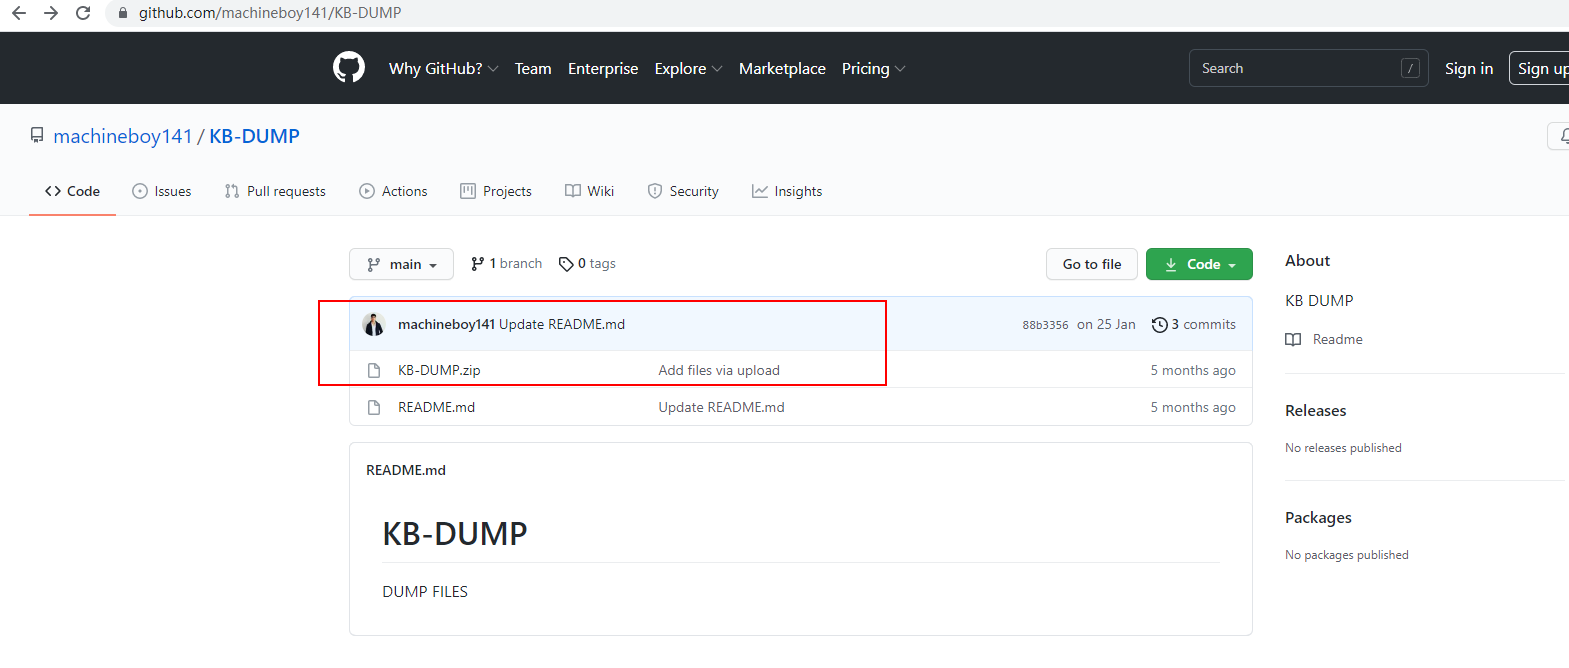 github.com/machineboy141/KB-DUMP
Why GitHub? Team Enterprise Explore Marketplace Pricing Search / Sign in Sign up
machineboy141 / KB-DUMP
Code Issues Pull requests Actions Projects Wiki Security Insights
main 1 branch 0 tags Go to file Code
machineboy141 Update README.md 88b3356 on 25 Jan 3 commits
KB-DUMP.zip Add files via upload 5 months ago
README.md Update README.md 5 months ago
README.md
KB-DUMP
DUMP FILES
About
KB DUMP
Readme
Releases
No releases published
Packages
No packages published